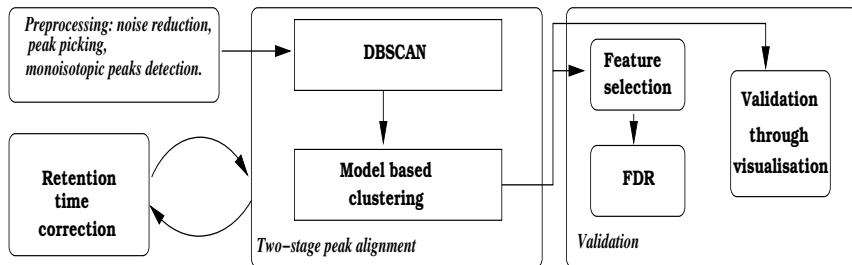 Preprocessing: noise reduction,
peak picking,
monoisotopic peaks detection.
Retention
time
correction
DBSCAN
Model based
clustering
Two−stage peak alignment
Feature
selection
FDR
Validation
through
visualisation
Validation